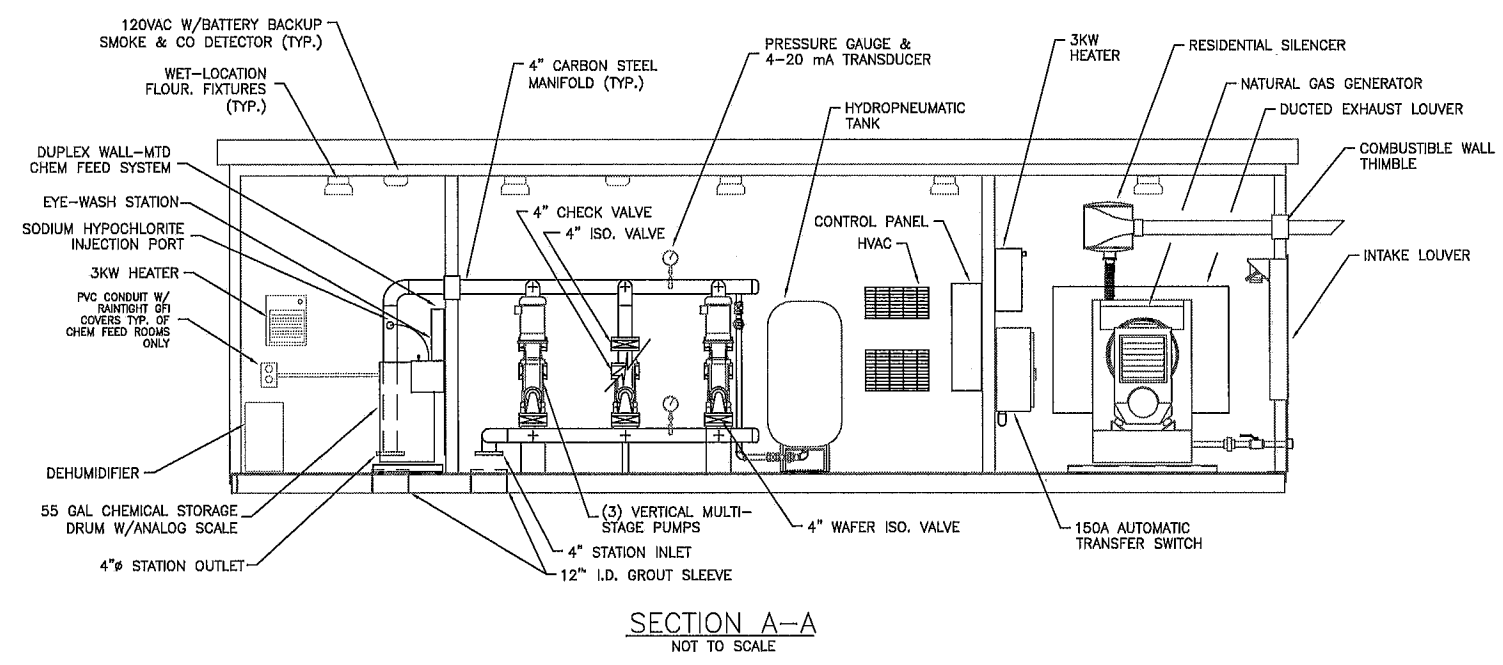 120VAC W/BATTERY BACKUP
SMOKE & CO DETECTOR (TYP.)
WET-LOCATION
FLOUR. FIXTURES
(TYP.)
4" CARBON STEEL
MANIFOLD (TYP.)
PRESSURE GAUGE &
4-20 mA TRANSDUCER
HYDROPNEUMATIC
TANK
3KW
HEATER
RESIDENTIAL SILENCER
NATURAL GAS GENERATOR
DUCTED EXHAUST LOUVER
COMBUSTIBLE WALL
THIMBLE
DUPLEX WALL-MTD
CHEM FEED SYSTEM
EYE-WASH STATION
SODIUM HYPOCHLORITE
INJECTION PORT
3KW HEATER
PVC CONDUIT W/
RAINTIGHT GFI
COVERS TYP. OF
CHEM FEED ROOMS
ONLY
4" CHECK VALVE
4" ISO. VALVE
CONTROL PANEL
HVAC
INTAKE LOUVER
DEHUMIDIFIER
55 GAL CHEMICAL STORAGE
DRUM W/ANALOG SCALE
4"ø STATION OUTLET
(3) VERTICAL MULTI-
STAGE PUMPS
4" STATION INLET
12" I.D. GROUT SLEEVE
4" WAFER ISO. VALVE
150A AUTOMATIC
TRANSFER SWITCH
SECTION A-A
NOT TO SCALE